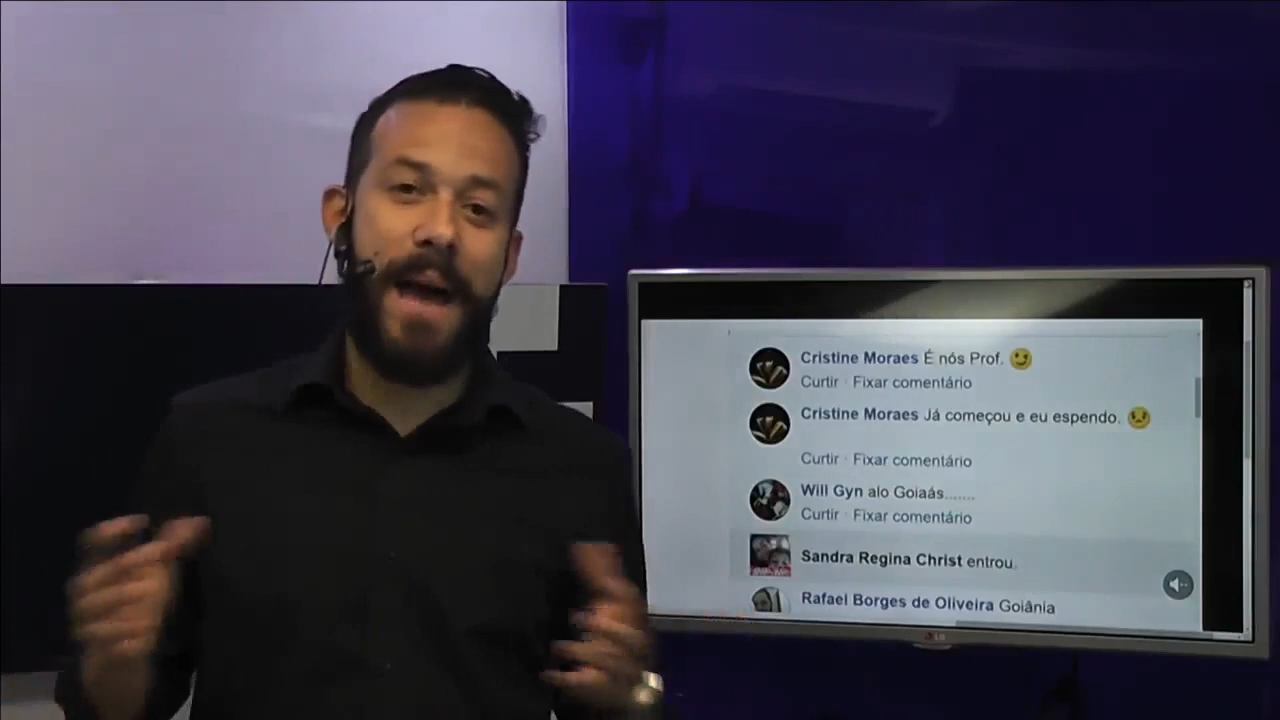 Cristine Moraes É nós Prof.
Curtir · Fixar comentário
Cristine Moraes Já começou e eu espendo.
Curtir · Fixar comentário
Will Gyn alo Goiaás.......
Curtir · Fixar comentário
Sandra Regina Christ entrou.
Rafael Borges de Oliveira Goiânia
LG